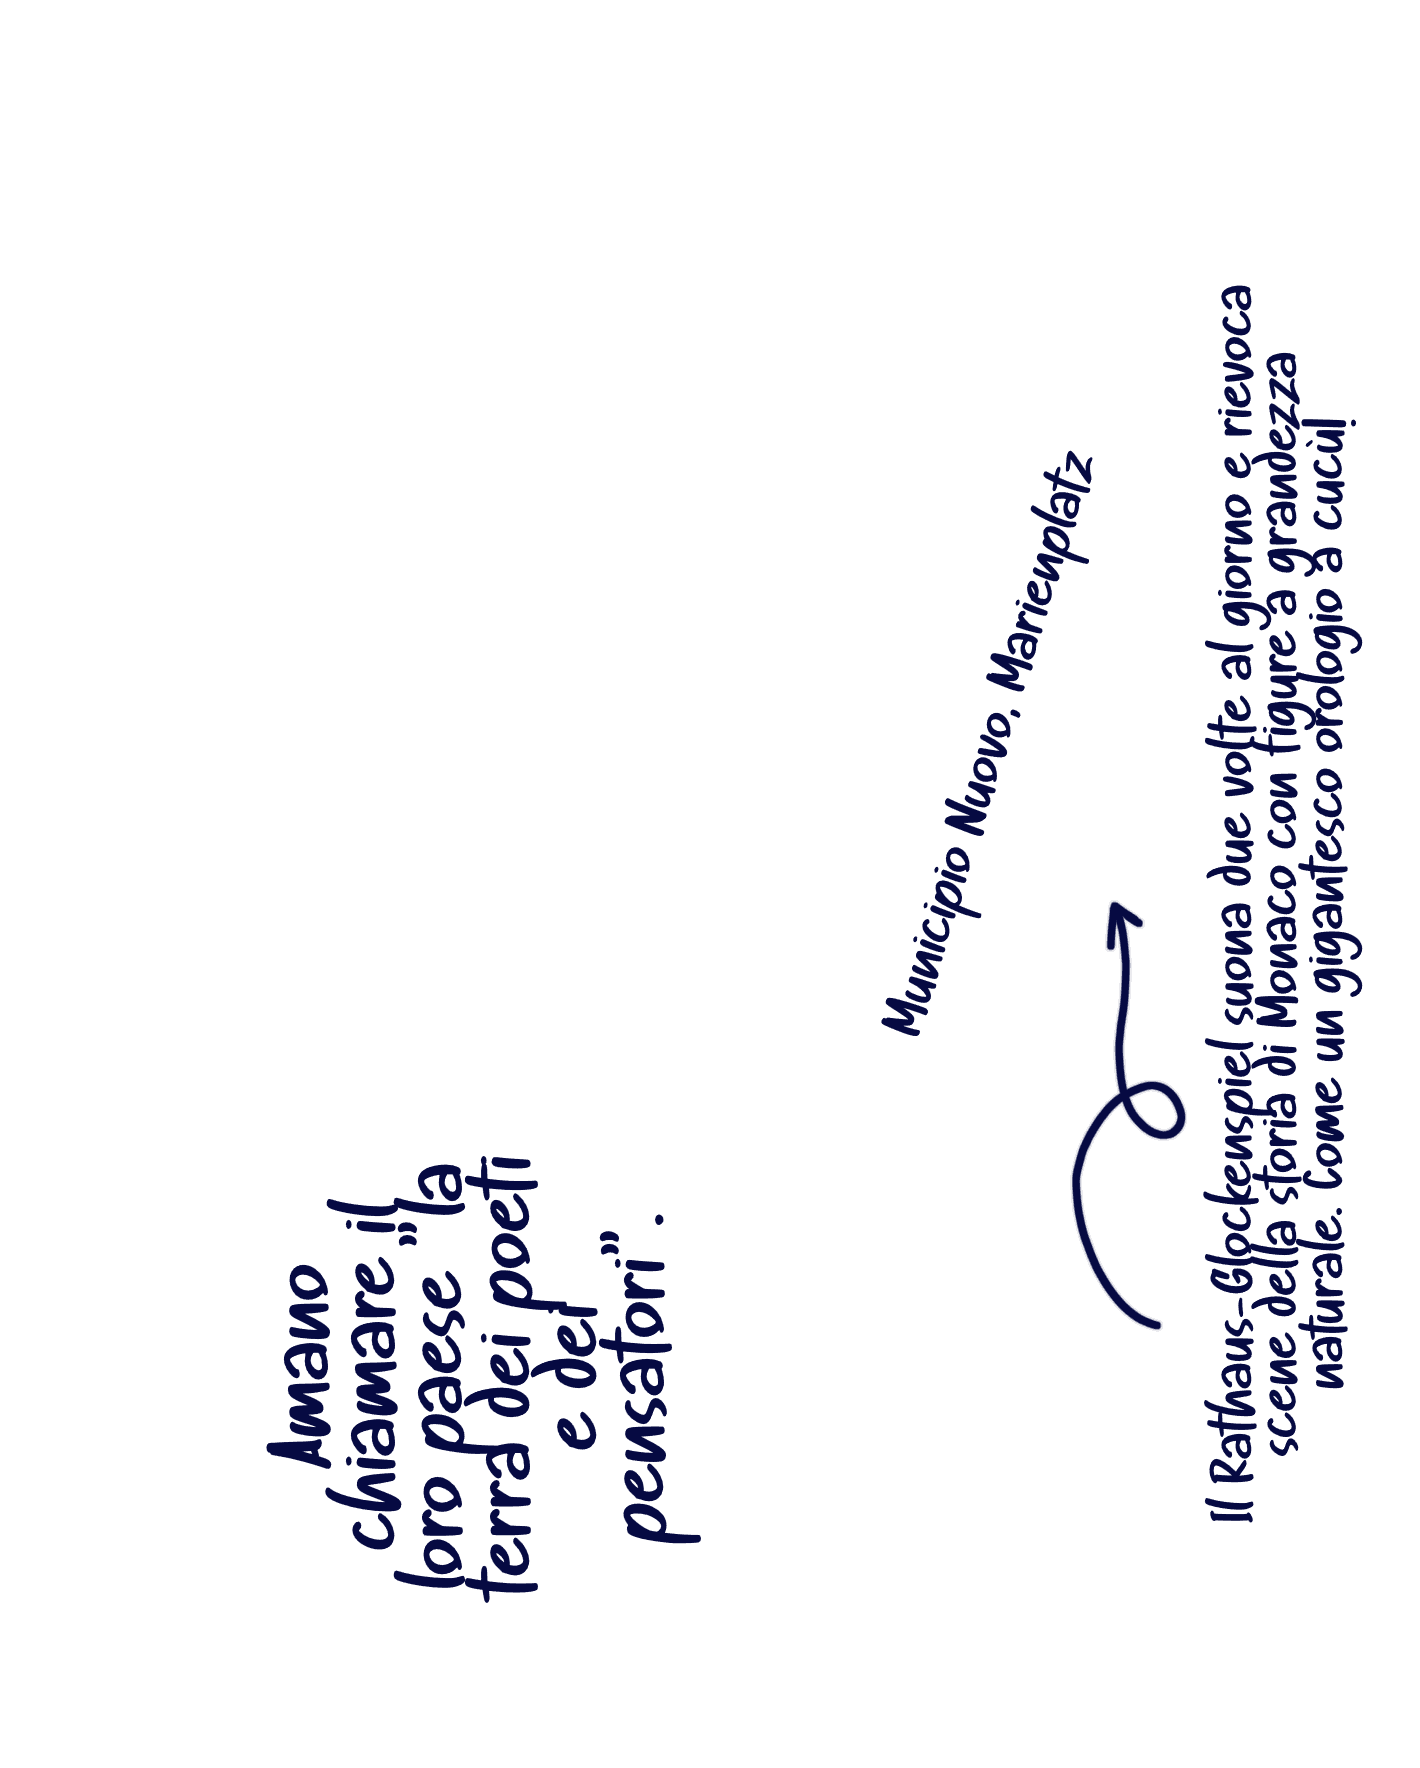 Amano
chiamare il
loro paese "la
terra dei poeti
e dei
pensatori".
Municipio Nuovo, Marienplatz
Il Rathaus-Glockenspiel suona due volte al giorno e rievoca
scene della storia di Monaco con figure a grandezza
naturale. Come un gigantesco orologio a cucù!